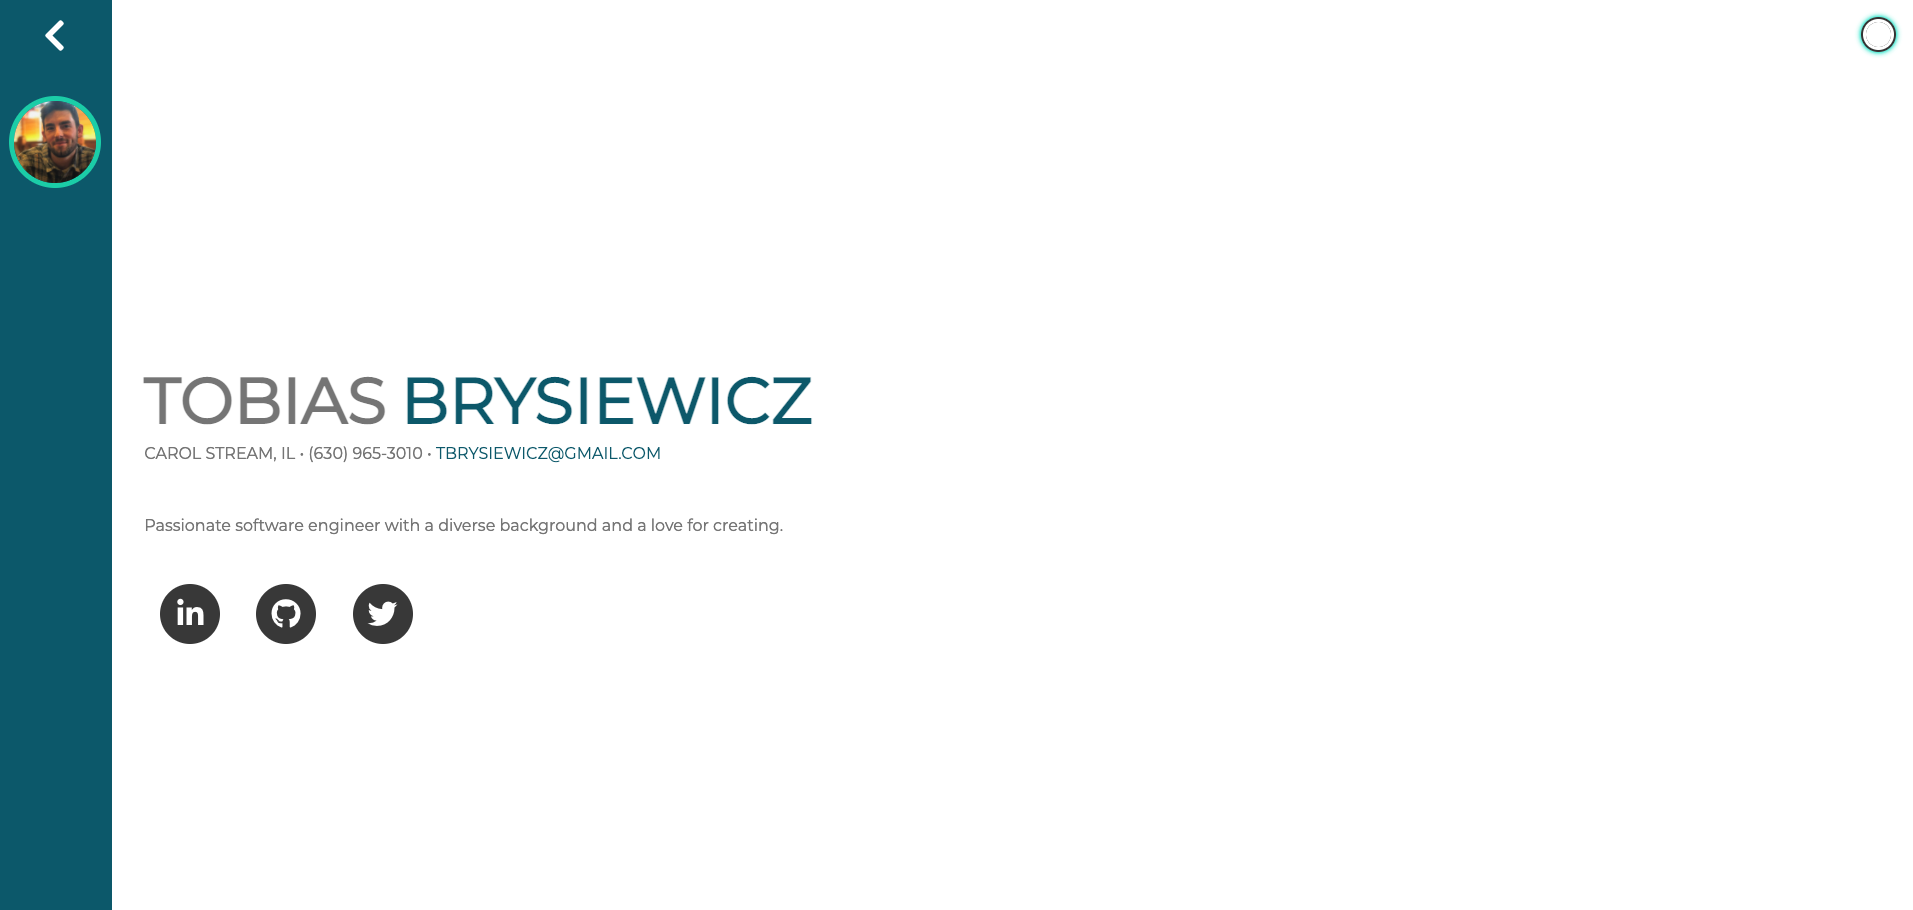 TOBIAS BRYSIEWICZ
CAROL STREAM, IL • (630) 965-3010 • TBRYSIEWICZ@GMAIL.COM
Passionate software engineer with a diverse background and a love for creating.
in